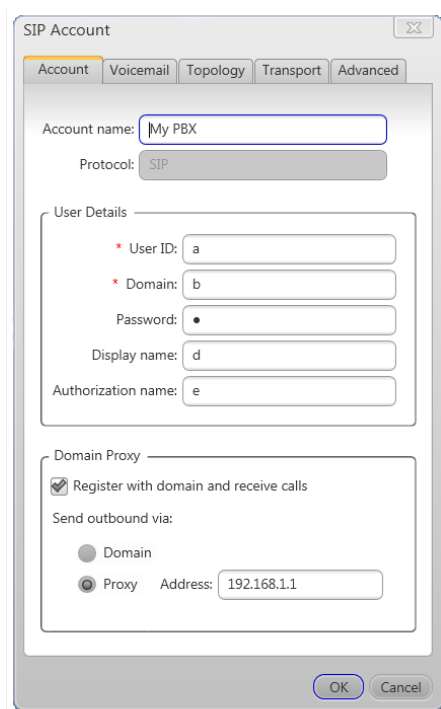 SIP Account
Account Voicemail Topology Transport Advanced
Account name: My PBX
Protocol: SIP
User Details
* User ID: a
* Domain: b
Password: ●
Display name: d
Authorization name: e
Domain Proxy
Register with domain and receive calls
Send outbound via:
Domain
Proxy Address: 192.168.1.1
OK Cancel